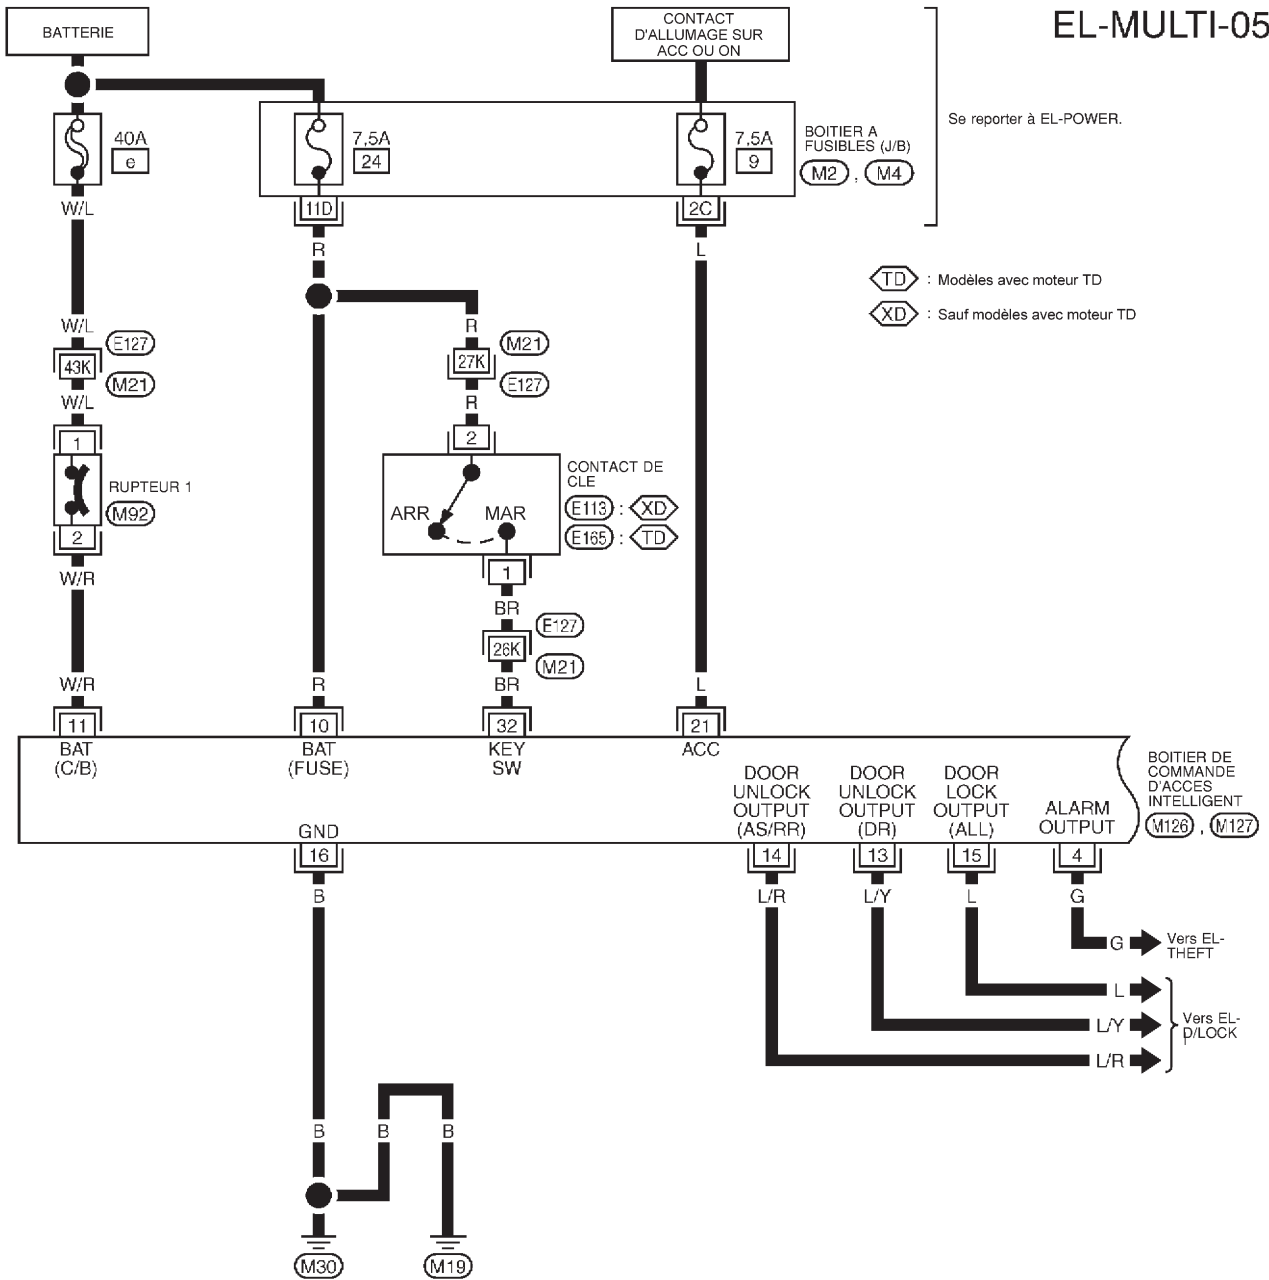 EL-MULTI-05
BATTERIE
CONTACT
D'ALLUMAGE SUR
ACC OU ON
Se reporter à EL-POWER.
40A
e
7,5A
24
7,5A
9
BOITIER A
FUSIBLES (J/B)
M2 , M4
W/L
11D
2C
R
L
TD : Modèles avec moteur TD
XD : Sauf modèles avec moteur TD
W/L
E127
43K
M21
W/L
R
M21
27K
E127
R
1
RUPTEUR 1
M92
2
W/R
2
CONTACT DE
CLE
ARR
MAR
E113 : XD
E165 : TD
1
BR
E127
26K
M21
W/R
R
BR
L
11
10
32
21
BAT
(C/B)
BAT
(FUSE)
KEY
SW
ACC
BOITIER DE
COMMANDE
D'ACCES
INTELLIGENT
M126 , M127
DOOR
UNLOCK
OUTPUT
(AS/RR)
DOOR
UNLOCK
OUTPUT
(DR)
DOOR
LOCK
OUTPUT
(ALL)
ALARM
OUTPUT
GND
16
14
13
15
4
B
L/R
L/Y
L
G
G
Vers EL-
THEFT
L
L/Y
L/R
Vers EL-
D/LOCK
B
B
B
M30
M19